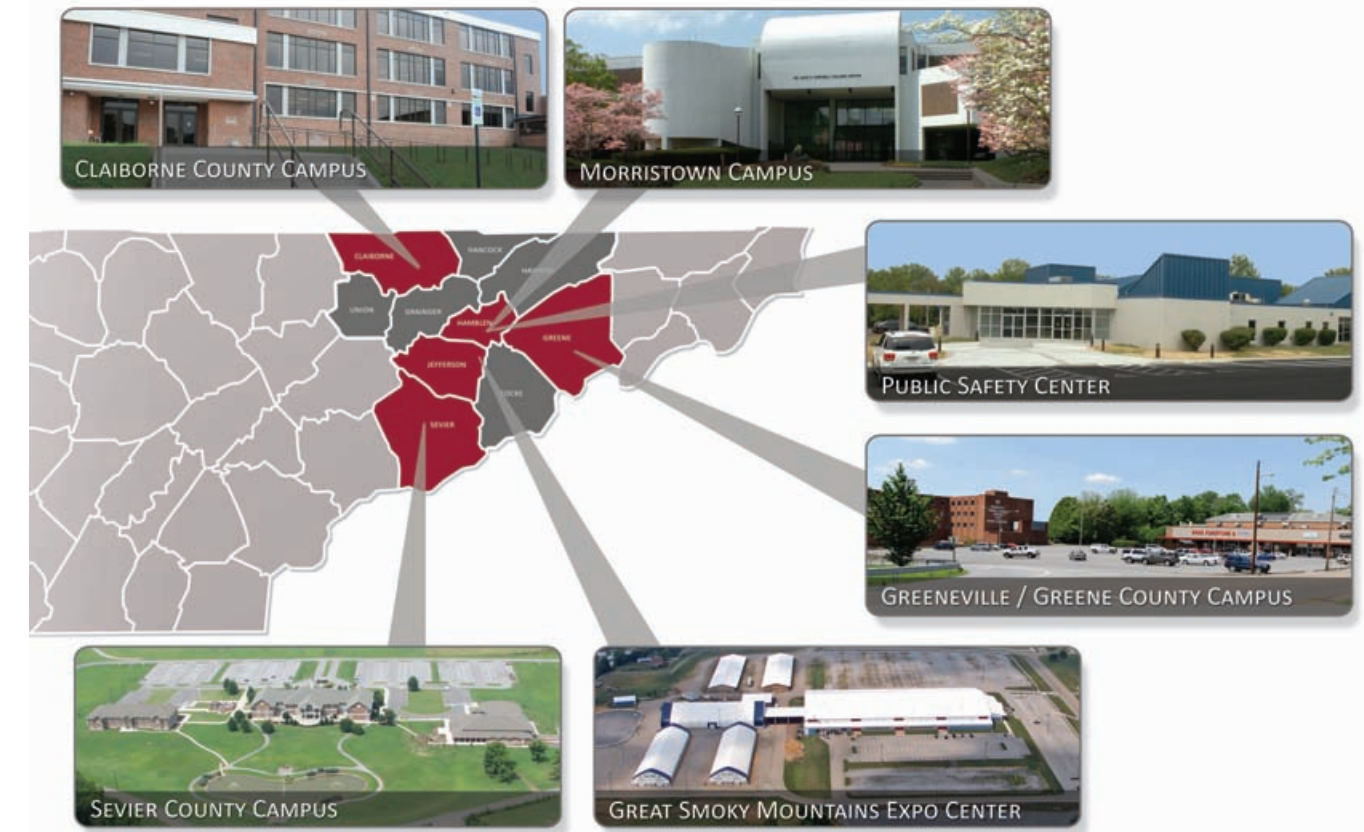 CLAIBORNE COUNTY CAMPUS
MORRISTOWN CAMPUS
CLAIBORNE
HANCOCK
UNION
GRAINGER
HAMBLEN
GREENE
JEFFERSON
SEVIER
PUBLIC SAFETY CENTER
GREENEVILLE / GREENE COUNTY CAMPUS
SEVIER COUNTY CAMPUS
GREAT SMOKY MOUNTAINS EXPO CENTER